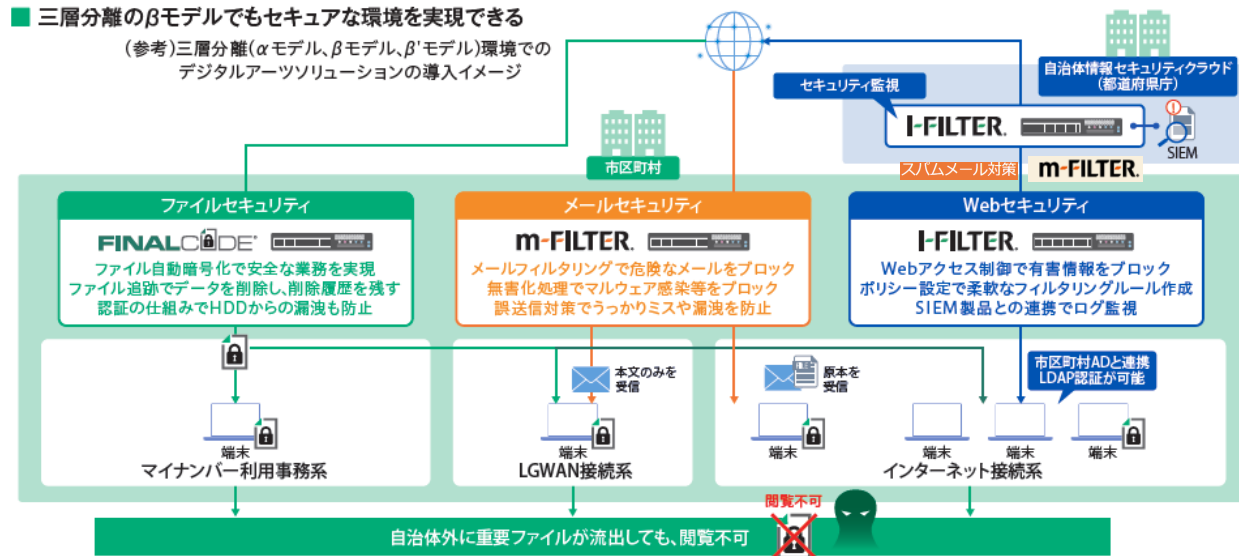 三層分離のβモデルでもセキュアな環境を実現できる
(参考)三層分離(αモデル、βモデル、β'モデル)環境での
デジタルアーツソリューションの導入イメージ
自治体情報セキュリティクラウド
(都道府県庁)
セキュリティ監視
i-FILTER®
SIEM
スパムメール対策
m-FILTER®
市区町村
ファイルセキュリティ
FINALCODE®
ファイル自動暗号化で安全な業務を実現
ファイル追跡でデータを削除し、削除履歴を残す
認証の仕組みでHDDからの漏洩も防止
メールセキュリティ
m-FILTER®
メールフィルタリングで危険なメールをブロック
無害化処理でマルウェア感染等をブロック
誤送信対策でうっかりミスや漏洩を防止
Webセキュリティ
i-FILTER®
Webアクセス制御で有害情報をブロック
ポリシー設定で柔軟なフィルタリングルール作成
SIEM製品との連携でログ監視
本文のみを
受信
原本を
受信
市区町村ADと連携
LDAP認証が可能
端末
マイナンバー利用事務系
端末
LGWAN接続系
端末
端末
端末
端末
インターネット接続系
閲覧不可
自治体外に重要ファイルが流出しても、閲覧不可